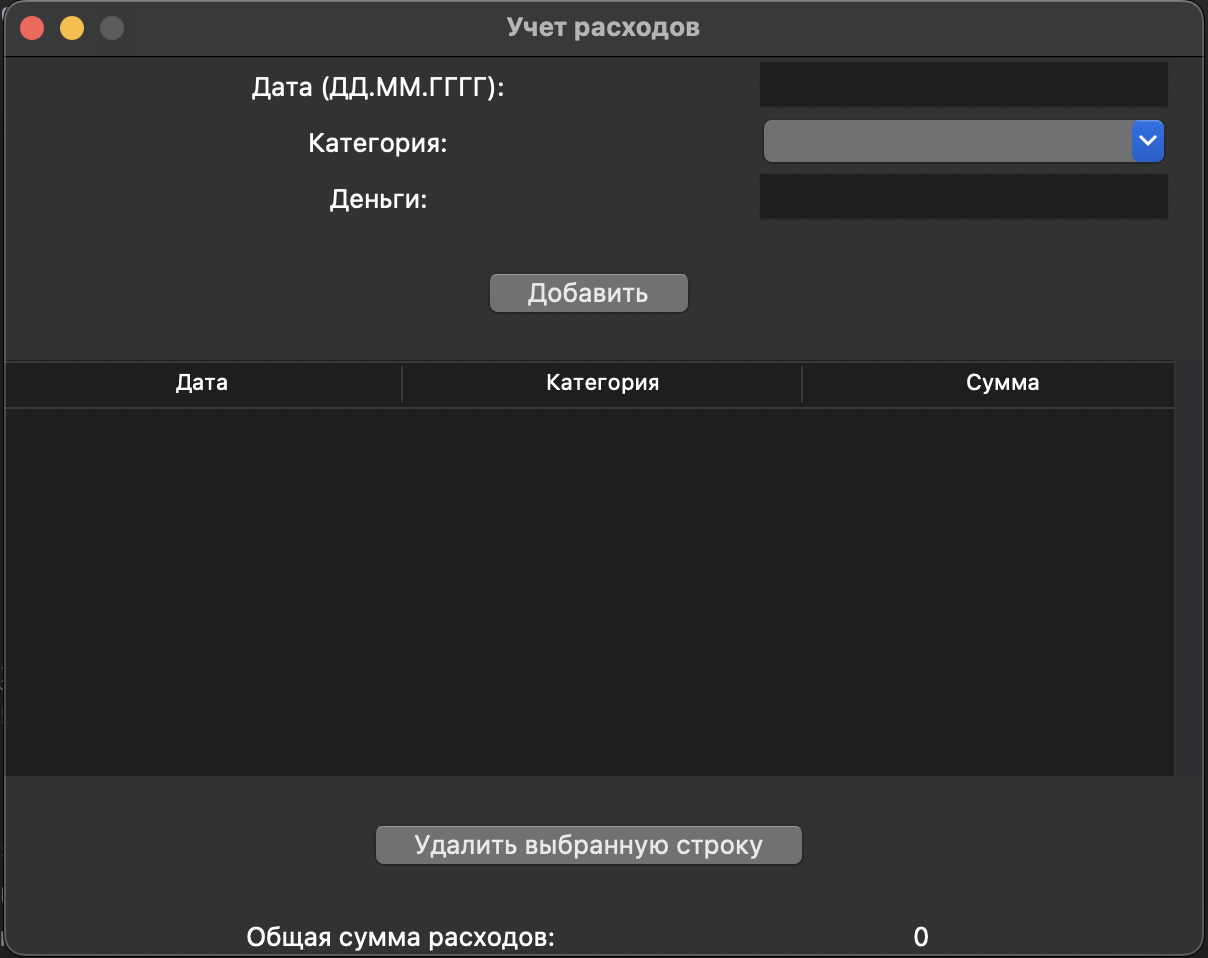 Учет расходов
Дата (ДД.ММ.ГГГГ):
Категория:
Деньги:
Добавить
Дата Категория Сумма
Удалить выбранную строку
Общая сумма расходов: 0